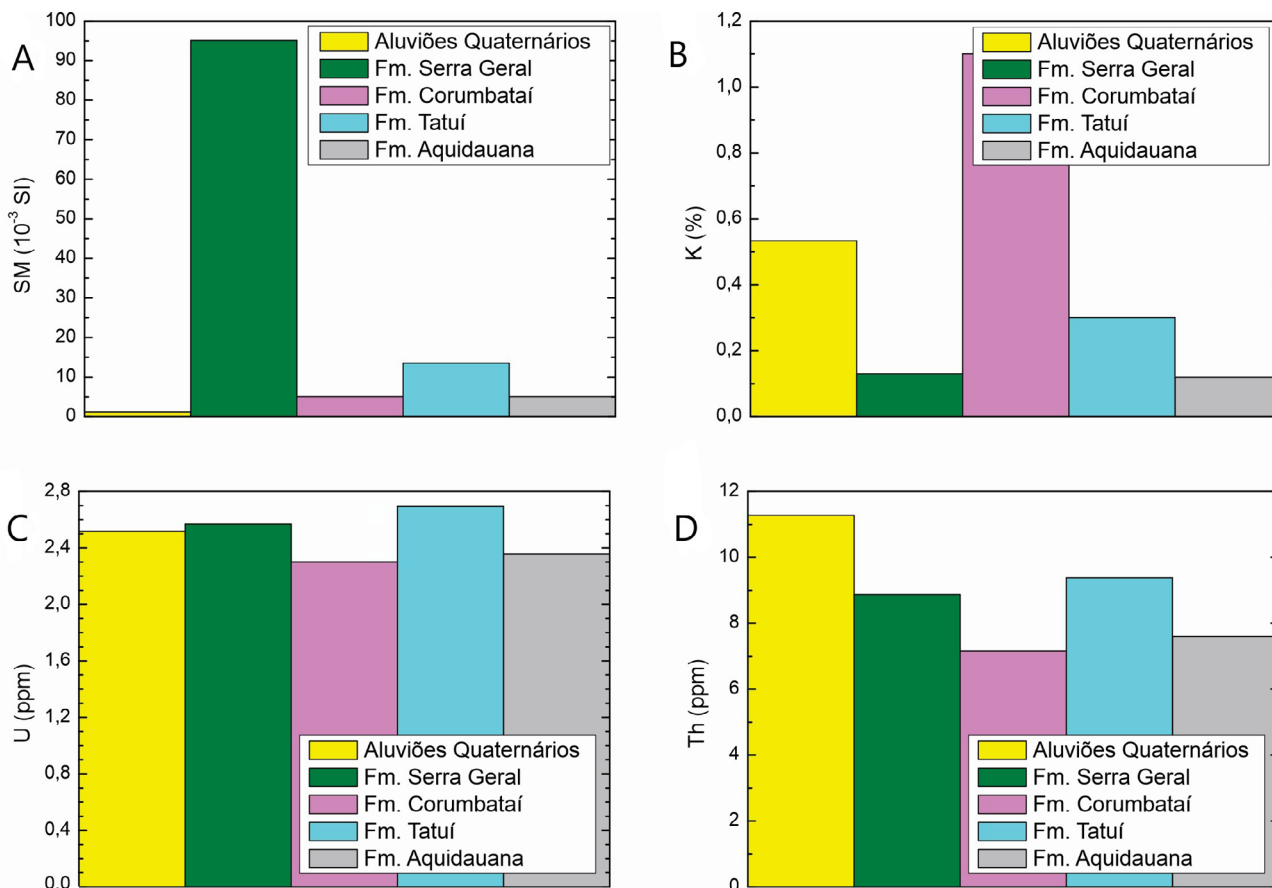 A
100
90
80
70
60
50
40
30
20
10
0
SM (10⁻³ SI)
Aluviões Quaternários
Fm. Serra Geral
Fm. Corumbataí
Fm. Tatuí
Fm. Aquidauana
B
1,2
1,0
0,8
0,6
0,4
0,2
0,0
K (%)
Aluviões Quaternários
Fm. Serra Geral
Fm. Corumbataí
Fm. Tatuí
Fm. Aquidauana
C
2,8
2,4
2,0
1,6
1,2
0,8
0,4
0,0
U (ppm)
Aluviões Quaternários
Fm. Serra Geral
Fm. Corumbataí
Fm. Tatuí
Fm. Aquidauana
D
12
10
8
6
4
2
0
Th (ppm)
Aluviões Quaternários
Fm. Serra Geral
Fm. Corumbataí
Fm. Tatuí
Fm. Aquidauana